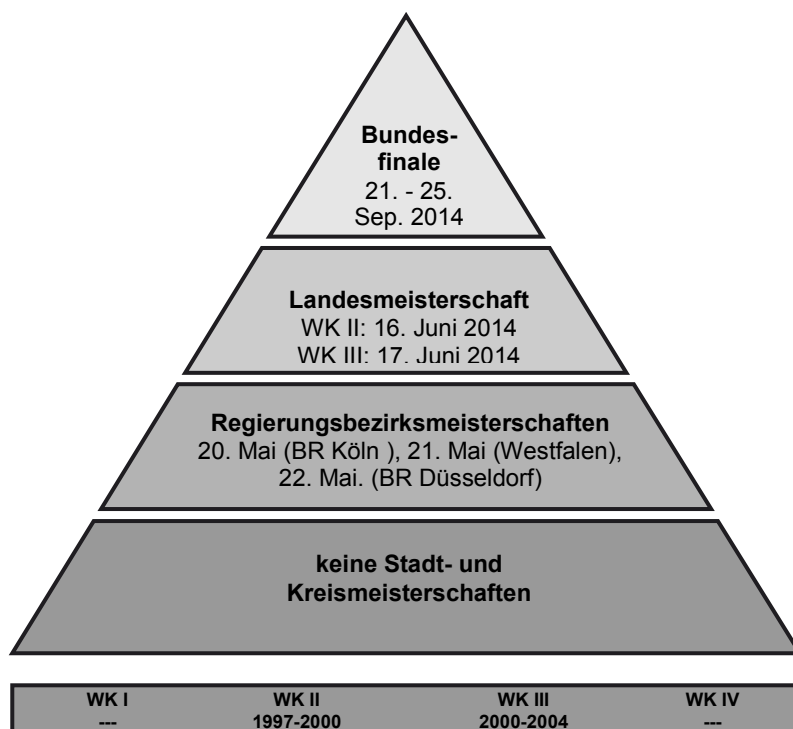 Bundes-
finale
21. - 25.
Sep. 2014
Landesmeisterschaft
WK II: 16. Juni 2014
WK III: 17. Juni 2014
Regierungsbezirksmeisterschaften
20. Mai (BR Köln ), 21. Mai (Westfalen),
22. Mai. (BR Düsseldorf)
keine Stadt- und
Kreismeisterschaften
WK I WK II WK III WK IV
--- 1997-2000 2000-2004 ---